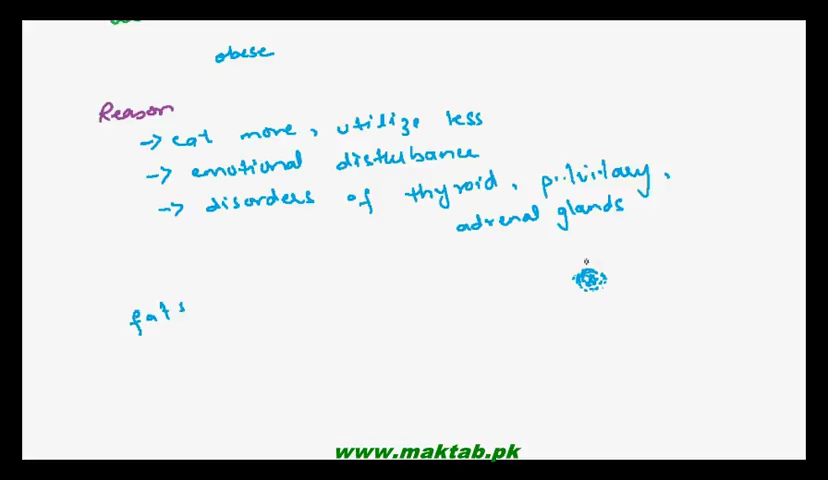 obese
Reason
→ eat more, utilize less
→ emotional disturbance
→ disorders of thyroid, pituitary,
adrenal glands
fats
www.maktab.pk